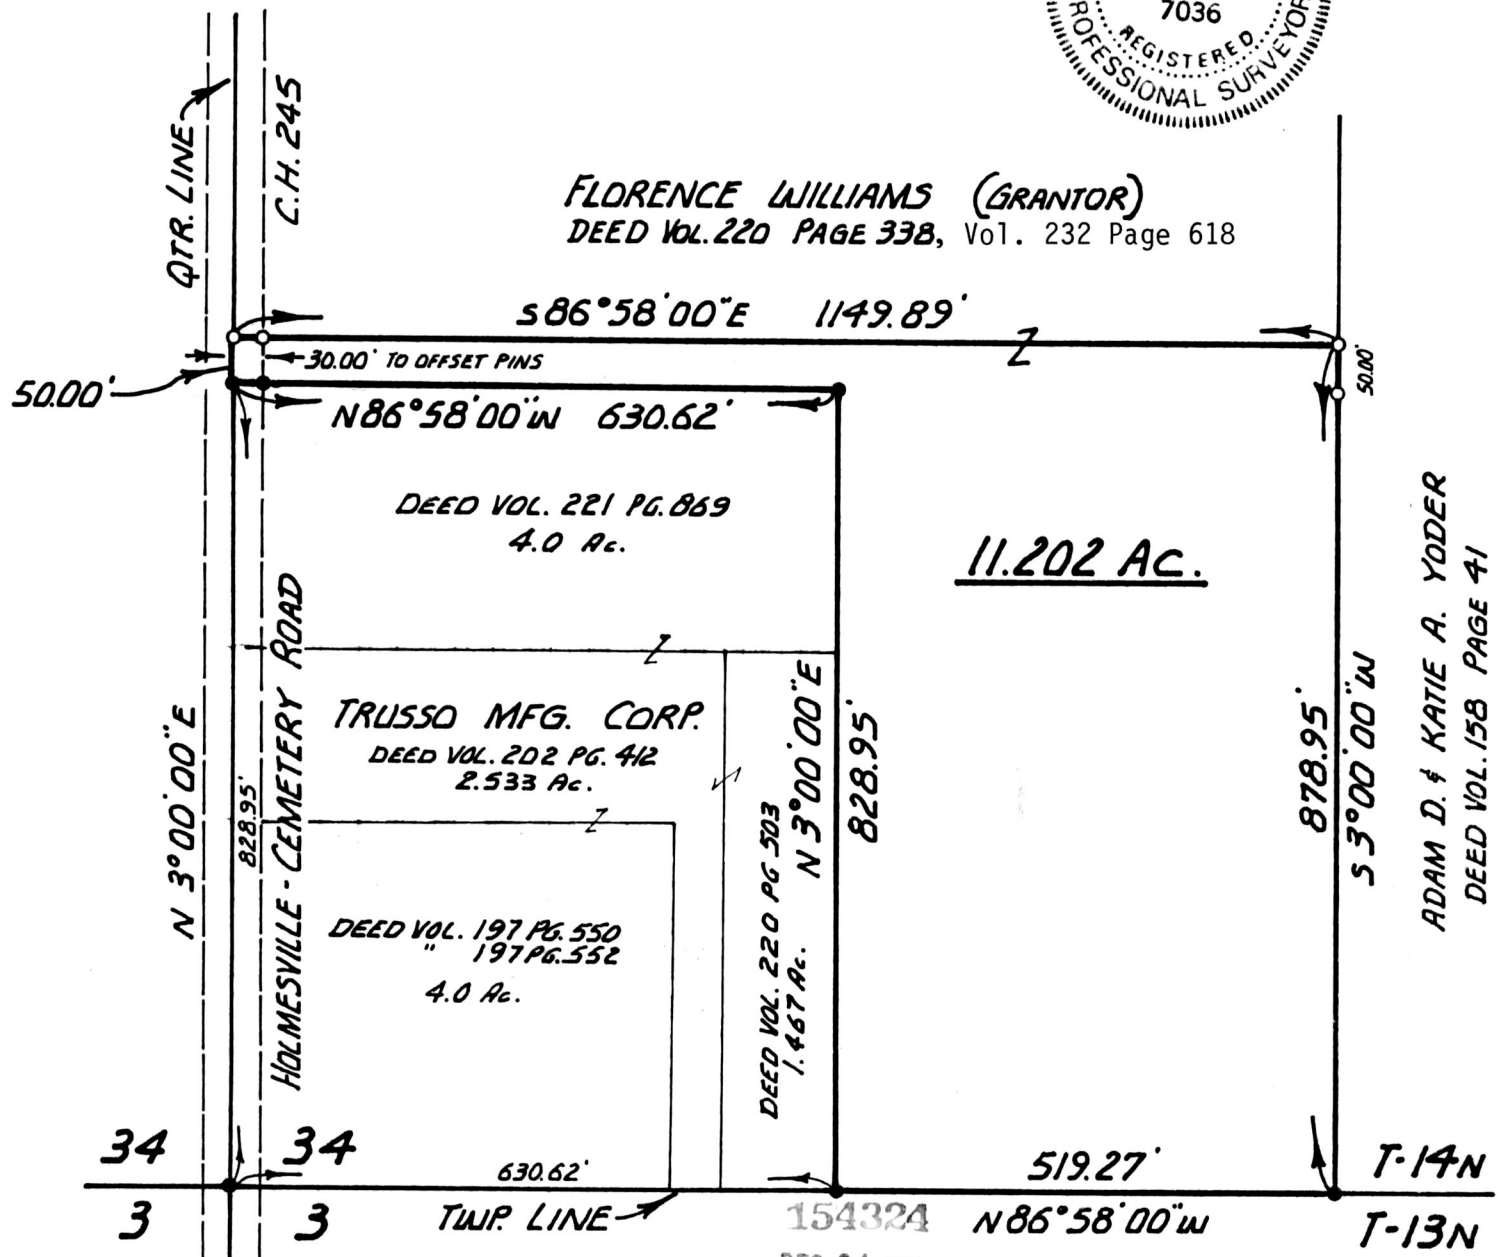 7036
REGISTERED
PROFESSIONAL SURVEYOR
QTR. LINE
C.H. 245
FLORENCE WILLIAMS (GRANTOR)
DEED VOL. 220 PAGE 338, Vol. 232 Page 618
S 86°58'00"E 1149.89'
30.00' TO OFFSET PINS
50.00'
50.00'
N 86°58'00"W 630.62'
DEED VOL. 221 PG. 869
4.0 Ac.
11.202 AC.
ADAM D. & KATIE A. YODER
DEED VOL. 158 PAGE 41
HOLMESVILLE - CEMETERY ROAD
N 3°00'00"E
828.95'
TRUSSO MFG. CORP.
DEED VOL. 202 PG. 412
2.533 Ac.
N 3°00'00"E
828.95'
878.95'
S 3°00'00"W
DEED VOL. 220 PG 503
1.467 Ac.
DEED VOL. 197 PG. 550
" 197 PG. 552
4.0 Ac.
34 34
630.62'
519.27'
T-14N
3 3
TWP. LINE
154324
N 86°58'00"W
T-13N